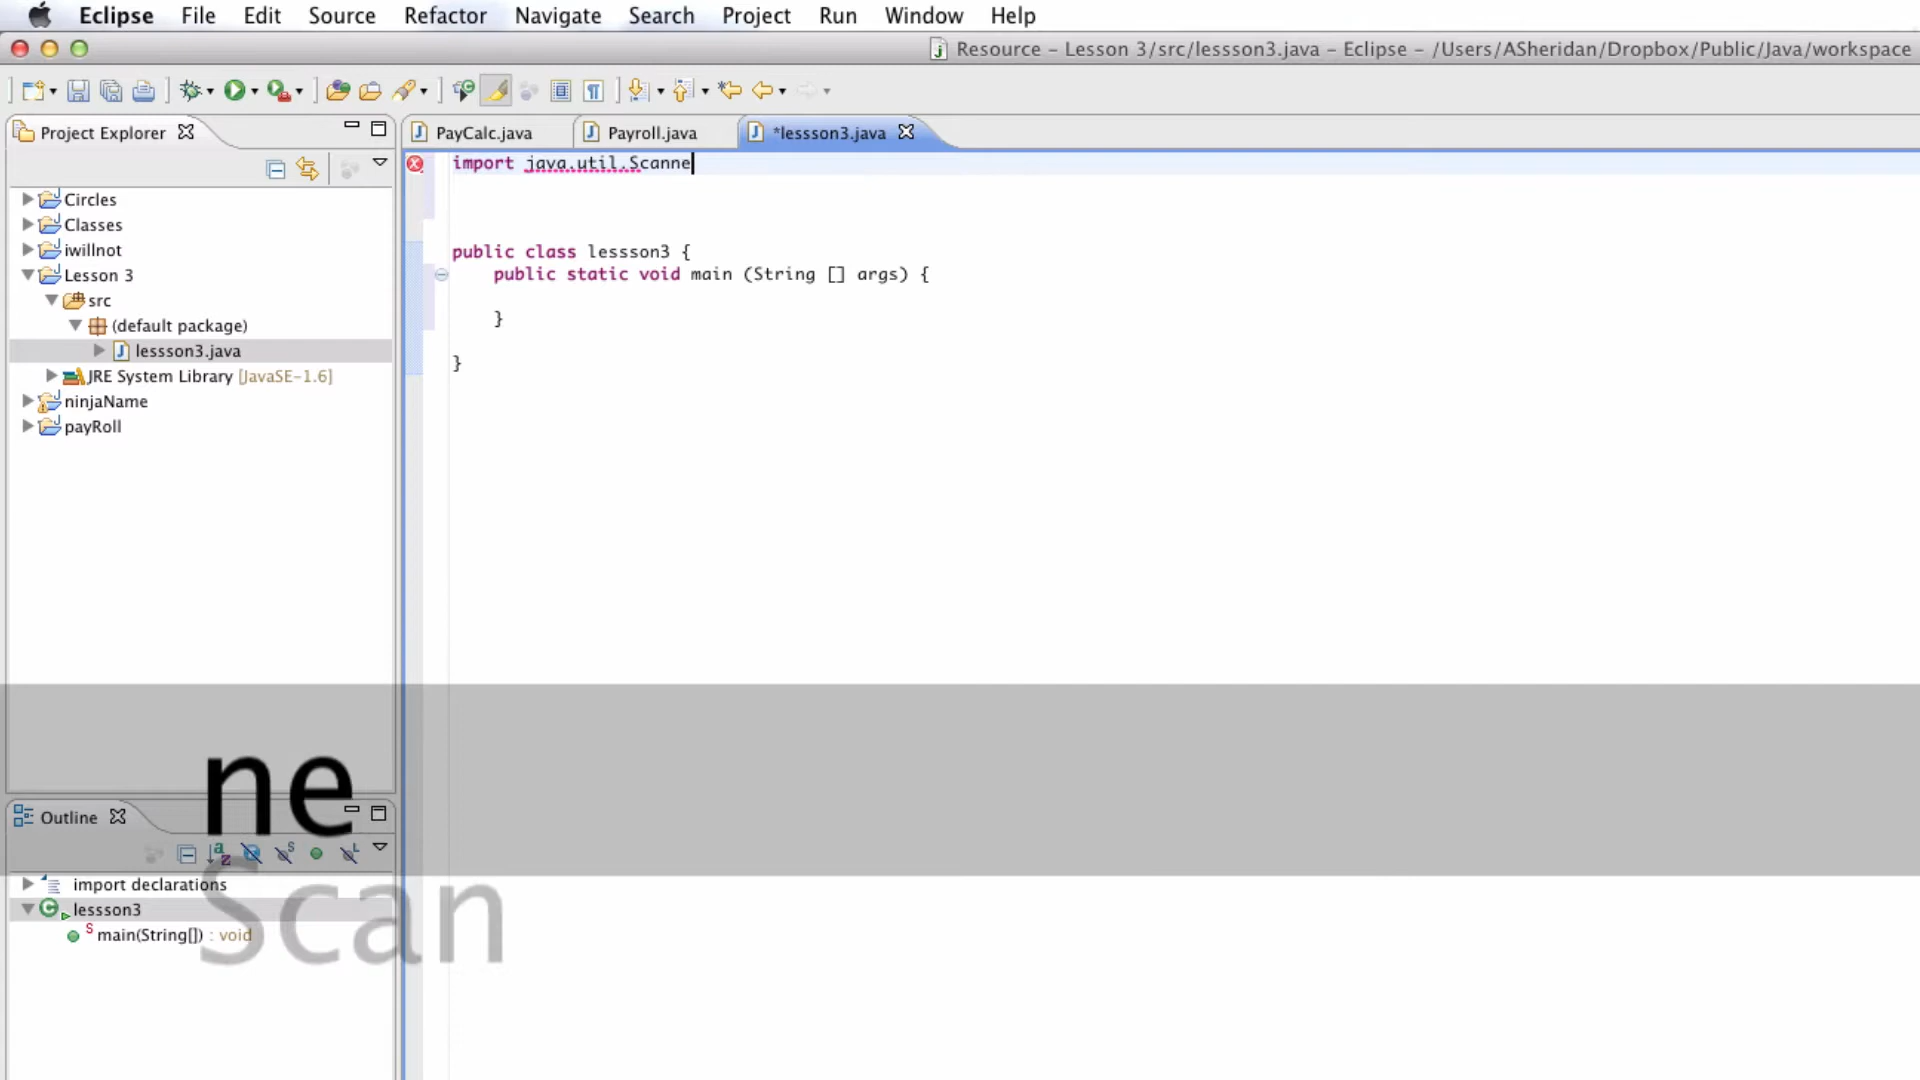 Eclipse File Edit Source Refactor Navigate Search Project Run Window Help
Resource – Lesson 3/src/lessson3.java – Eclipse – /Users/ASheridan/Dropbox/Public/Java/workspace
Project Explorer
PayCalc.java
Payroll.java
*lessson3.java
Circles
Classes
iwillnot
Lesson 3
src
(default package)
lessson3.java
JRE System Library [JavaSE-1.6]
ninjaName
payRoll
import java.util.Scanne
public class lessson3 {
public static void main (String [] args) {
}
}
ne
Scan
Outline
import declarations
lessson3
main(String[]) : void